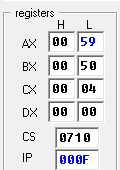 registers
H L
AX 00 59
BX 00 50
CX 00 04
DX 00 00
CS 0710
IP 000F